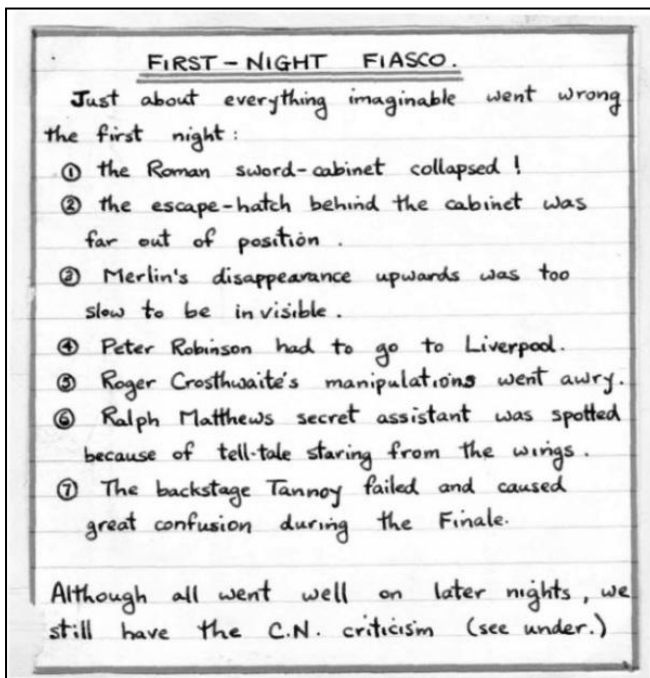 FIRST-NIGHT FIASCO.
Just about everything imaginable went wrong
the first night:
① the Roman sword-cabinet collapsed!
② the escape-hatch behind the cabinet was
far out of position.
③ Merlin's disappearance upwards was too
slow to be invisible.
④ Peter Robinson had to go to Liverpool.
⑤ Roger Crosthwaite's manipulations went awry.
⑥ Ralph Matthews secret assistant was spotted
because of tell-tale staring from the wings.
⑦ The backstage Tannoy failed and caused
great confusion during the Finale.
Although all went well on later nights, we
still have the C.N. criticism (see under.)